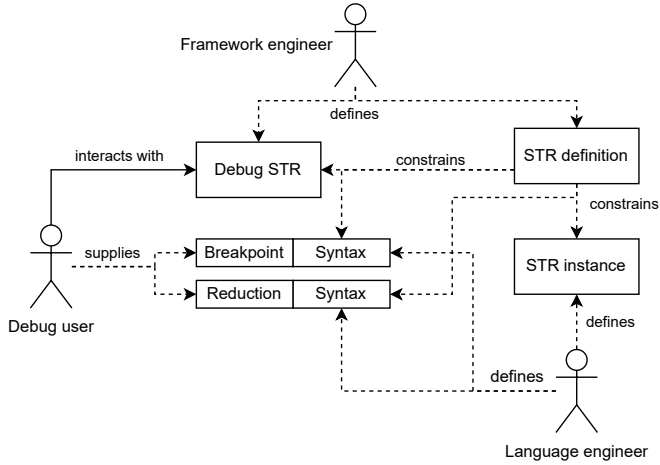 Framework engineer
defines
interacts with
Debug STR
constrains
STR definition
constrains
supplies
Breakpoint
Syntax
Reduction
Syntax
STR instance
Debug user
defines
defines
Language engineer